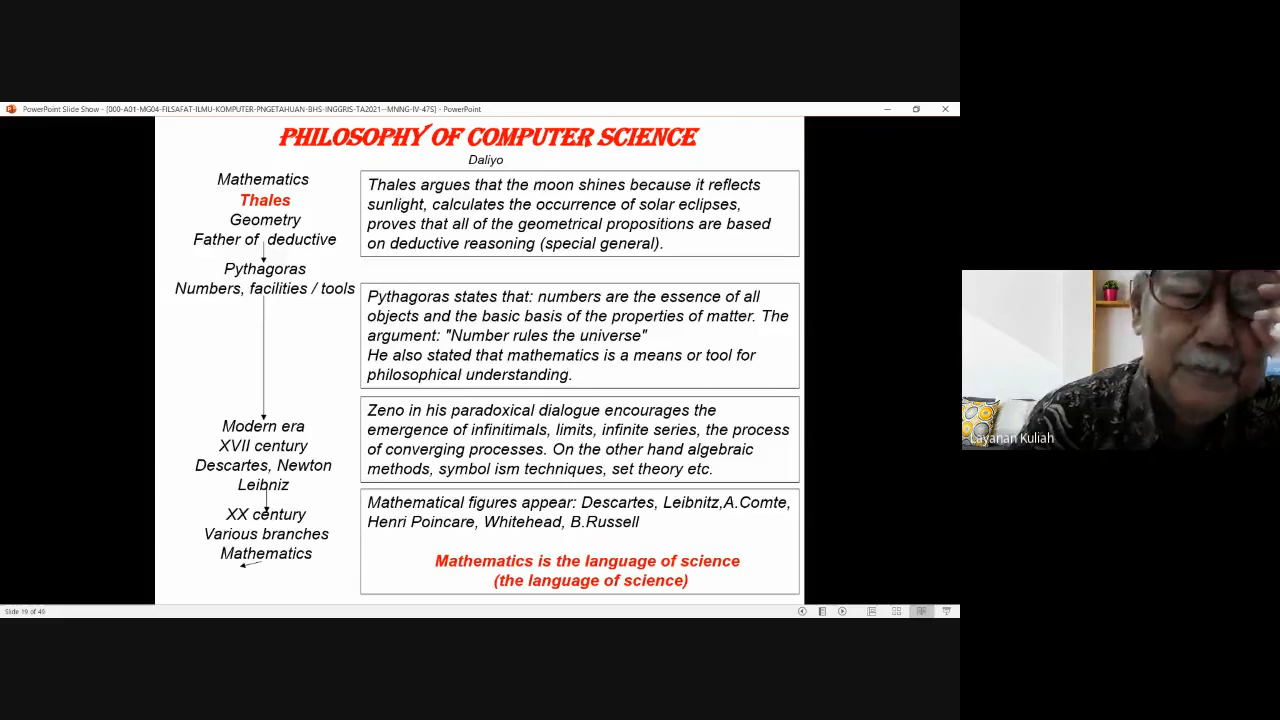 PowerPoint Slide Show - [000-A01-MG04-FILSAFAT-ILMU-KOMPUTER-PNGETAHUAN-BHS-INGGRIS-TA2021--MNNG-IV-47S] - PowerPoint
PHILOSOPHY OF COMPUTER SCIENCE
Daliyo
Mathematics
Thales
Geometry
Father of deductive
Thales argues that the moon shines because it reflects
sunlight, calculates the occurrence of solar eclipses,
proves that all of the geometrical propositions are based
on deductive reasoning (special general).
Pythagoras
Numbers, facilities / tools
Pythagoras states that: numbers are the essence of all
objects and the basic basis of the properties of matter. The
argument: "Number rules the universe"
He also stated that mathematics is a means or tool for
philosophical understanding.
Modern era
XVII century
Descartes, Newton
Leibniz
Zeno in his paradoxical dialogue encourages the
emergence of infinitimals, limits, infinite series, the process
of converging processes. On the other hand algebraic
methods, symbol ism techniques, set theory etc.
XX century
Various branches
Mathematics
Mathematical figures appear: Descartes, Leibnitz,A.Comte,
Henri Poincare, Whitehead, B.Russell
Mathematics is the language of science
(the language of science)
Slide 19 of 49
Layanan Kuliah